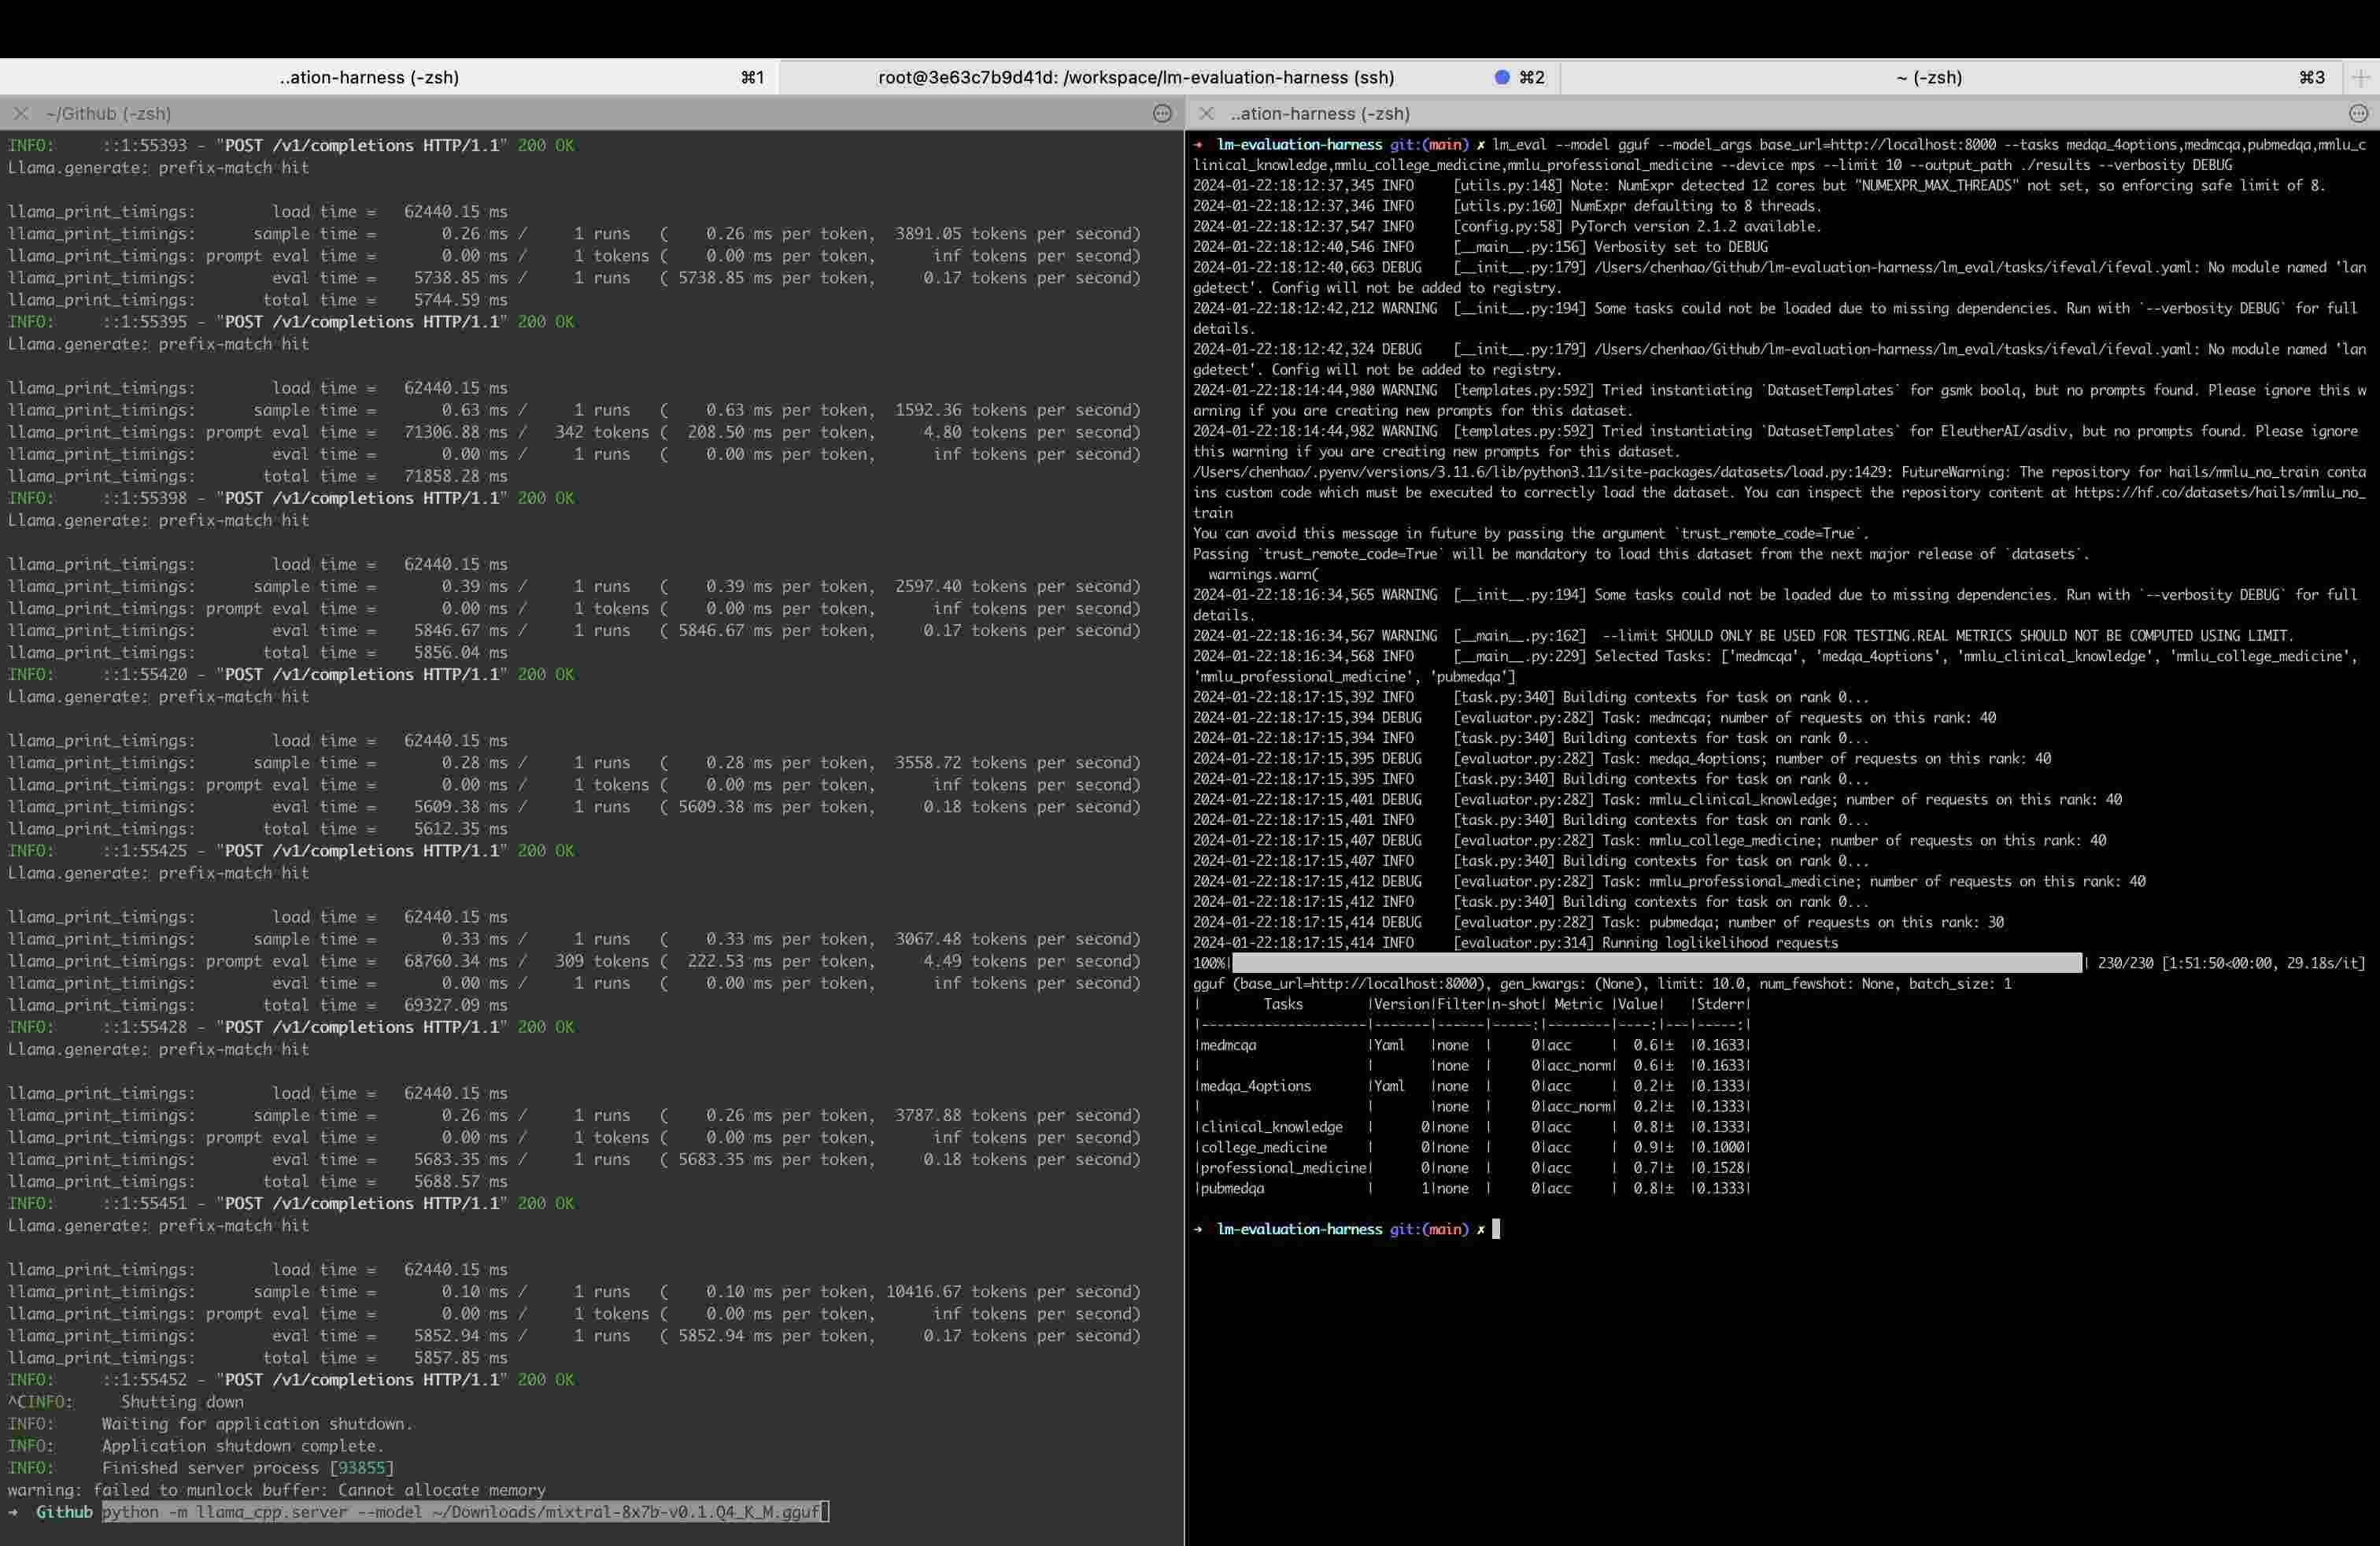 ..ation-harness (-zsh) ⌘1 root@3e63c7b9d41d: /workspace/lm-evaluation-harness (ssh) ⌘2 ~ (-zsh) ⌘3
~/Github (-zsh)
INFO:     ::1:55393 - "POST /v1/completions HTTP/1.1" 200 OK
Llama.generate: prefix-match hit
llama_print_timings:        load time =   62440.15 ms
llama_print_timings:      sample time =       0.26 ms /     1 runs   (    0.26 ms per token,  3891.05 tokens per second)
llama_print_timings: prompt eval time =       0.00 ms /     1 tokens (    0.00 ms per token,      inf tokens per second)
llama_print_timings:        eval time =    5738.85 ms /     1 runs   ( 5738.85 ms per token,     0.17 tokens per second)
llama_print_timings:       total time =    5744.59 ms
INFO:     ::1:55395 - "POST /v1/completions HTTP/1.1" 200 OK
Llama.generate: prefix-match hit
llama_print_timings:        load time =   62440.15 ms
llama_print_timings:      sample time =       0.63 ms /     1 runs   (    0.63 ms per token,  1592.36 tokens per second)
llama_print_timings: prompt eval time =   71306.88 ms /   342 tokens (  208.50 ms per token,     4.80 tokens per second)
llama_print_timings:        eval time =       0.00 ms /     1 runs   (    0.00 ms per token,      inf tokens per second)
llama_print_timings:       total time =   71858.28 ms
INFO:     ::1:55398 - "POST /v1/completions HTTP/1.1" 200 OK
Llama.generate: prefix-match hit
llama_print_timings:        load time =   62440.15 ms
llama_print_timings:      sample time =       0.39 ms /     1 runs   (    0.39 ms per token,  2597.40 tokens per second)
llama_print_timings: prompt eval time =       0.00 ms /     1 tokens (    0.00 ms per token,      inf tokens per second)
llama_print_timings:        eval time =    5846.67 ms /     1 runs   ( 5846.67 ms per token,     0.17 tokens per second)
llama_print_timings:       total time =    5856.04 ms
INFO:     ::1:55420 - "POST /v1/completions HTTP/1.1" 200 OK
Llama.generate: prefix-match hit
llama_print_timings:        load time =   62440.15 ms
llama_print_timings:      sample time =       0.28 ms /     1 runs   (    0.28 ms per token,  3558.72 tokens per second)
llama_print_timings: prompt eval time =       0.00 ms /     1 tokens (    0.00 ms per token,      inf tokens per second)
llama_print_timings:        eval time =    5609.38 ms /     1 runs   ( 5609.38 ms per token,     0.18 tokens per second)
llama_print_timings:       total time =    5612.35 ms
INFO:     ::1:55425 - "POST /v1/completions HTTP/1.1" 200 OK
Llama.generate: prefix-match hit
llama_print_timings:        load time =   62440.15 ms
llama_print_timings:      sample time =       0.33 ms /     1 runs   (    0.33 ms per token,  3067.48 tokens per second)
llama_print_timings: prompt eval time =   68760.34 ms /   309 tokens (  222.53 ms per token,     4.49 tokens per second)
llama_print_timings:        eval time =       0.00 ms /     1 runs   (    0.00 ms per token,      inf tokens per second)
llama_print_timings:       total time =   69327.09 ms
INFO:     ::1:55428 - "POST /v1/completions HTTP/1.1" 200 OK
Llama.generate: prefix-match hit
llama_print_timings:        load time =   62440.15 ms
llama_print_timings:      sample time =       0.26 ms /     1 runs   (    0.26 ms per token,  3787.88 tokens per second)
llama_print_timings: prompt eval time =       0.00 ms /     1 tokens (    0.00 ms per token,      inf tokens per second)
llama_print_timings:        eval time =    5683.35 ms /     1 runs   ( 5683.35 ms per token,     0.18 tokens per second)
llama_print_timings:       total time =    5688.57 ms
INFO:     ::1:55451 - "POST /v1/completions HTTP/1.1" 200 OK
Llama.generate: prefix-match hit
llama_print_timings:        load time =   62440.15 ms
llama_print_timings:      sample time =       0.10 ms /     1 runs   (    0.10 ms per token, 10416.67 tokens per second)
llama_print_timings: prompt eval time =       0.00 ms /     1 tokens (    0.00 ms per token,      inf tokens per second)
llama_print_timings:        eval time =    5852.94 ms /     1 runs   ( 5852.94 ms per token,     0.17 tokens per second)
llama_print_timings:       total time =    5857.85 ms
INFO:     ::1:55452 - "POST /v1/completions HTTP/1.1" 200 OK
^CINFO:     Shutting down
INFO:     Waiting for application shutdown.
INFO:     Application shutdown complete.
INFO:     Finished server process [93855]
warning: failed to munlock buffer: Cannot allocate memory
➜  Github python -m llama_cpp.server --model ~/Downloads/mixtral-8x7b-v0.1.Q4_K_M.gguf
..ation-harness (-zsh)
➜  lm-evaluation-harness git:(main) ✗ lm_eval --model gguf --model_args base_url=http://localhost:8000 --tasks medqa_4options,medmcqa,pubmedqa,mmlu_c
linical_knowledge,mmlu_college_medicine,mmlu_professional_medicine --device mps --limit 10 --output_path ./results --verbosity DEBUG
2024-01-22:18:12:37,345 INFO     [utils.py:148] Note: NumExpr detected 12 cores but "NUMEXPR_MAX_THREADS" not set, so enforcing safe limit of 8.
2024-01-22:18:12:37,346 INFO     [utils.py:160] NumExpr defaulting to 8 threads.
2024-01-22:18:12:37,547 INFO     [config.py:58] PyTorch version 2.1.2 available.
2024-01-22:18:12:40,546 INFO     [__main__.py:156] Verbosity set to DEBUG
2024-01-22:18:12:40,663 DEBUG    [__init__.py:179] /Users/chenhao/Github/lm-evaluation-harness/lm_eval/tasks/ifeval/ifeval.yaml: No module named 'lan
gdetect'. Config will not be added to registry.
2024-01-22:18:12:42,212 WARNING  [__init__.py:194] Some tasks could not be loaded due to missing dependencies. Run with `--verbosity DEBUG` for full
details.
2024-01-22:18:12:42,324 DEBUG    [__init__.py:179] /Users/chenhao/Github/lm-evaluation-harness/lm_eval/tasks/ifeval/ifeval.yaml: No module named 'lan
gdetect'. Config will not be added to registry.
2024-01-22:18:14:44,980 WARNING  [templates.py:592] Tried instantiating `DatasetTemplates` for gsmk boolq, but no prompts found. Please ignore this w
arning if you are creating new prompts for this dataset.
2024-01-22:18:14:44,982 WARNING  [templates.py:592] Tried instantiating `DatasetTemplates` for EleutherAI/asdiv, but no prompts found. Please ignore
this warning if you are creating new prompts for this dataset.
/Users/chenhao/.pyenv/versions/3.11.6/lib/python3.11/site-packages/datasets/load.py:1429: FutureWarning: The repository for hails/mmlu_no_train conta
ins custom code which must be executed to correctly load the dataset. You can inspect the repository content at https://hf.co/datasets/hails/mmlu_no_
train
You can avoid this message in future by passing the argument `trust_remote_code=True`.
Passing `trust_remote_code=True` will be mandatory to load this dataset from the next major release of `datasets`.
  warnings.warn(
2024-01-22:18:16:34,565 WARNING  [__init__.py:194] Some tasks could not be loaded due to missing dependencies. Run with `--verbosity DEBUG` for full
details.
2024-01-22:18:16:34,567 WARNING  [__main__.py:162]  --limit SHOULD ONLY BE USED FOR TESTING.REAL METRICS SHOULD NOT BE COMPUTED USING LIMIT.
2024-01-22:18:16:34,568 INFO     [__main__.py:229] Selected Tasks: ['medmcqa', 'medqa_4options', 'mmlu_clinical_knowledge', 'mmlu_college_medicine',
'mmlu_professional_medicine', 'pubmedqa']
2024-01-22:18:17:15,392 INFO     [task.py:340] Building contexts for task on rank 0...
2024-01-22:18:17:15,394 DEBUG    [evaluator.py:282] Task: medmcqa; number of requests on this rank: 40
2024-01-22:18:17:15,394 INFO     [task.py:340] Building contexts for task on rank 0...
2024-01-22:18:17:15,395 DEBUG    [evaluator.py:282] Task: medqa_4options; number of requests on this rank: 40
2024-01-22:18:17:15,395 INFO     [task.py:340] Building contexts for task on rank 0...
2024-01-22:18:17:15,401 DEBUG    [evaluator.py:282] Task: mmlu_clinical_knowledge; number of requests on this rank: 40
2024-01-22:18:17:15,401 INFO     [task.py:340] Building contexts for task on rank 0...
2024-01-22:18:17:15,407 DEBUG    [evaluator.py:282] Task: mmlu_college_medicine; number of requests on this rank: 40
2024-01-22:18:17:15,407 INFO     [task.py:340] Building contexts for task on rank 0...
2024-01-22:18:17:15,412 DEBUG    [evaluator.py:282] Task: mmlu_professional_medicine; number of requests on this rank: 40
2024-01-22:18:17:15,412 INFO     [task.py:340] Building contexts for task on rank 0...
2024-01-22:18:17:15,414 DEBUG    [evaluator.py:282] Task: pubmedqa; number of requests on this rank: 30
2024-01-22:18:17:15,414 INFO     [evaluator.py:314] Running loglikelihood requests
100%| | 230/230 [1:51:50<00:00, 29.18s/it]
gguf (base_url=http://localhost:8000), gen_kwargs: (None), limit: 10.0, num_fewshot: None, batch_size: 1
|        Tasks        |Version|Filter|n-shot| Metric |Value|   |Stderr|
|---------------------|-------|------|-----:|--------|----:|---|-----:|
|medmcqa              |Yaml   |none  |     0|acc     |  0.6|±  |0.1633|
|                     |       |none  |     0|acc_norm|  0.6|±  |0.1633|
|medqa_4options       |Yaml   |none  |     0|acc     |  0.2|±  |0.1333|
|                     |       |none  |     0|acc_norm|  0.2|±  |0.1333|
|clinical_knowledge   |      0|none  |     0|acc     |  0.8|±  |0.1333|
|college_medicine     |      0|none  |     0|acc     |  0.9|±  |0.1000|
|professional_medicine|      0|none  |     0|acc     |  0.7|±  |0.1528|
|pubmedqa             |      1|none  |     0|acc     |  0.8|±  |0.1333|
➜  lm-evaluation-harness git:(main) ✗